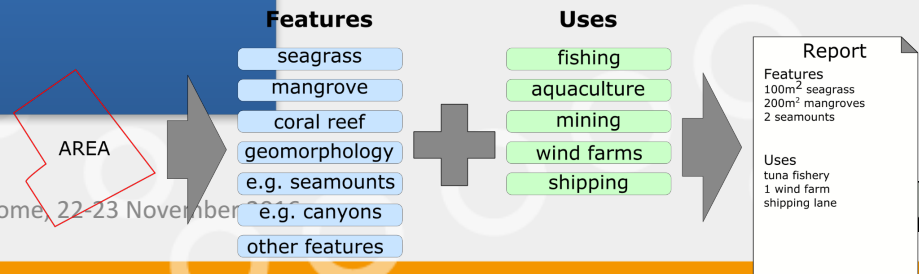 Features
Uses
AREA
seagrass
mangrove
coral reef
geomorphology
e.g. seamounts
e.g. canyons
other features
fishing
aquaculture
mining
wind farms
shipping
Report
Features
100m² seagrass
200m² mangroves
2 seamounts
Uses
tuna fishery
1 wind farm
shipping lane
22-23 November